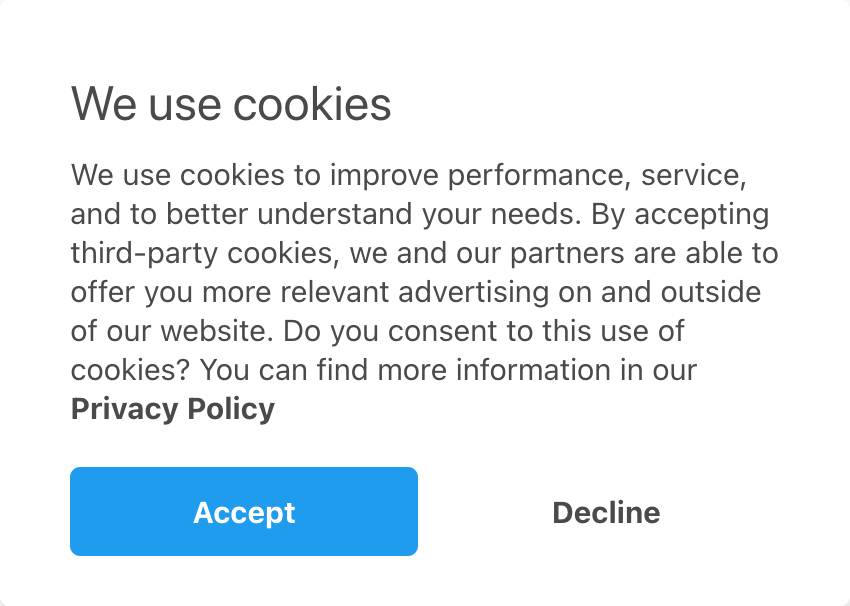 We use cookies
We use cookies to improve performance, service,
and to better understand your needs. By accepting
third-party cookies, we and our partners are able to
offer you more relevant advertising on and outside
of our website. Do you consent to this use of
cookies? You can find more information in our
Privacy Policy
Accept
Decline